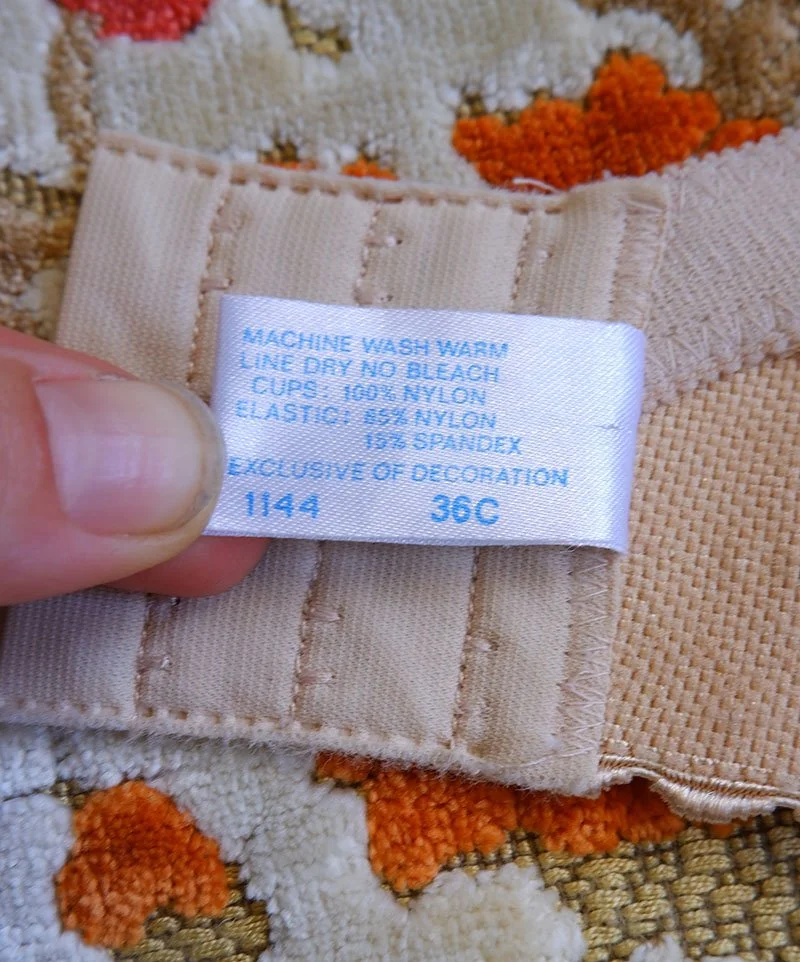 MACHINE WASH WARM
LINE DRY NO BLEACH
CUPS: 100% NYLON
ELASTIC: 85% NYLON
15% SPANDEX
EXCLUSIVE OF DECORATION
1144 36C